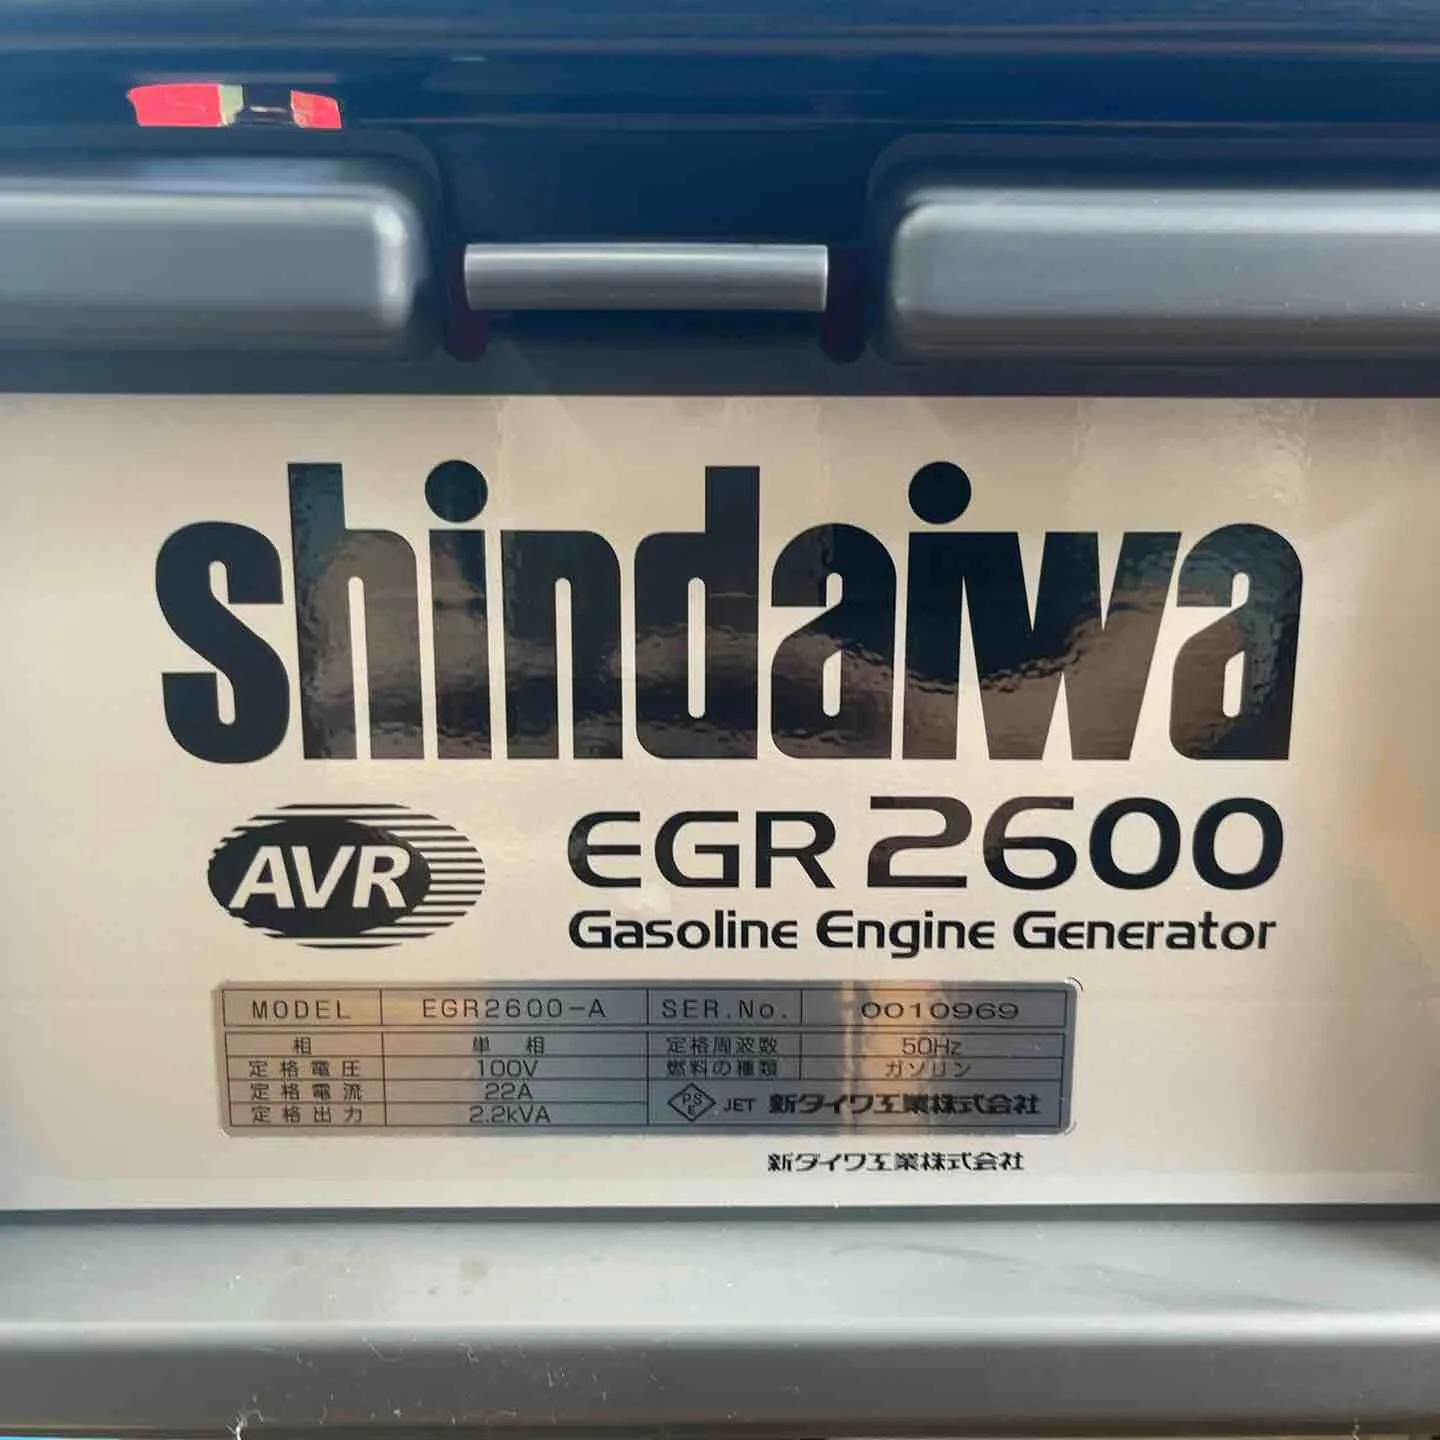 shindaiwa
AVR
EGR 2600
Gasoline Engine Generator
MODEL EGR2600-A SER.No. 0010969
相 単相 定格周波数 50Hz
定格電圧 100V 燃料の種類 ガソリン
定格電流 22A
定格出力 2.2kVA
PSE JET 新ダイワ工業株式会社
新ダイワ工業株式会社